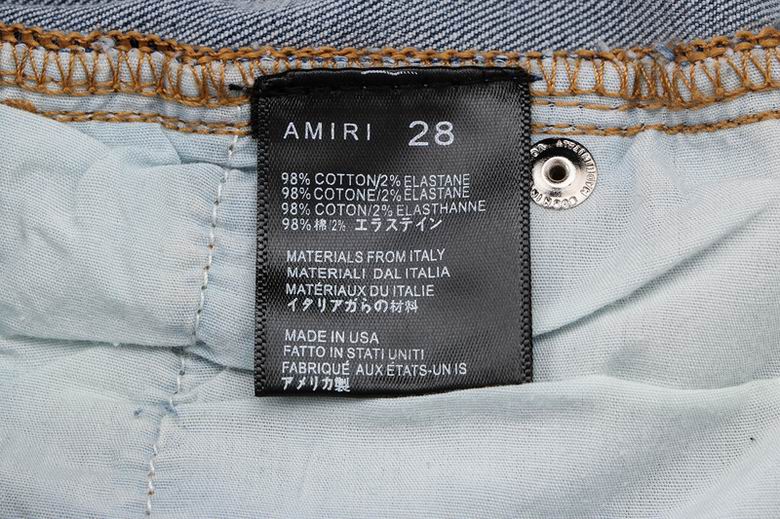 AMIRI 28
98% COTTON/2% ELASTANE
98% COTONE/2% ELASTANE
98% COTON/2% ELASTHANNE
98% 棉/2% エラステイン
MATERIALS FROM ITALY
MATERIALI DAL ITALIA
MATÉRIAUX DU ITALIE
イタリアガらの材料
MADE IN USA
FATTO IN STATI UNITI
FABRIQUÉ AUX ÉTATS-UN IS
アメリカ製